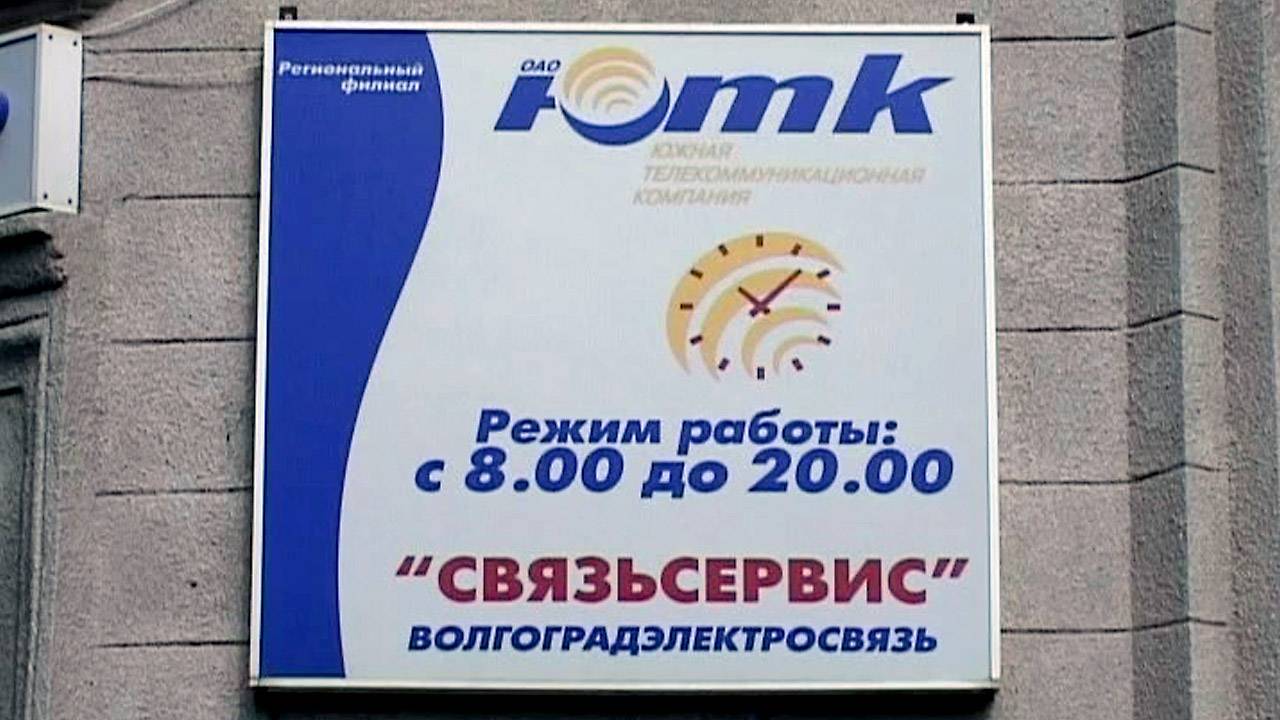 Региональный
филиал
ОАО
Ютк
ЮЖНАЯ
ТЕЛЕКОММУНИКАЦИОННАЯ
КОМПАНИЯ
Режим работы:
с 8.00 до 20.00
“СВЯЗЬСЕРВИС”
ВОЛГОГРАДЭЛЕКТРОСВЯЗЬ